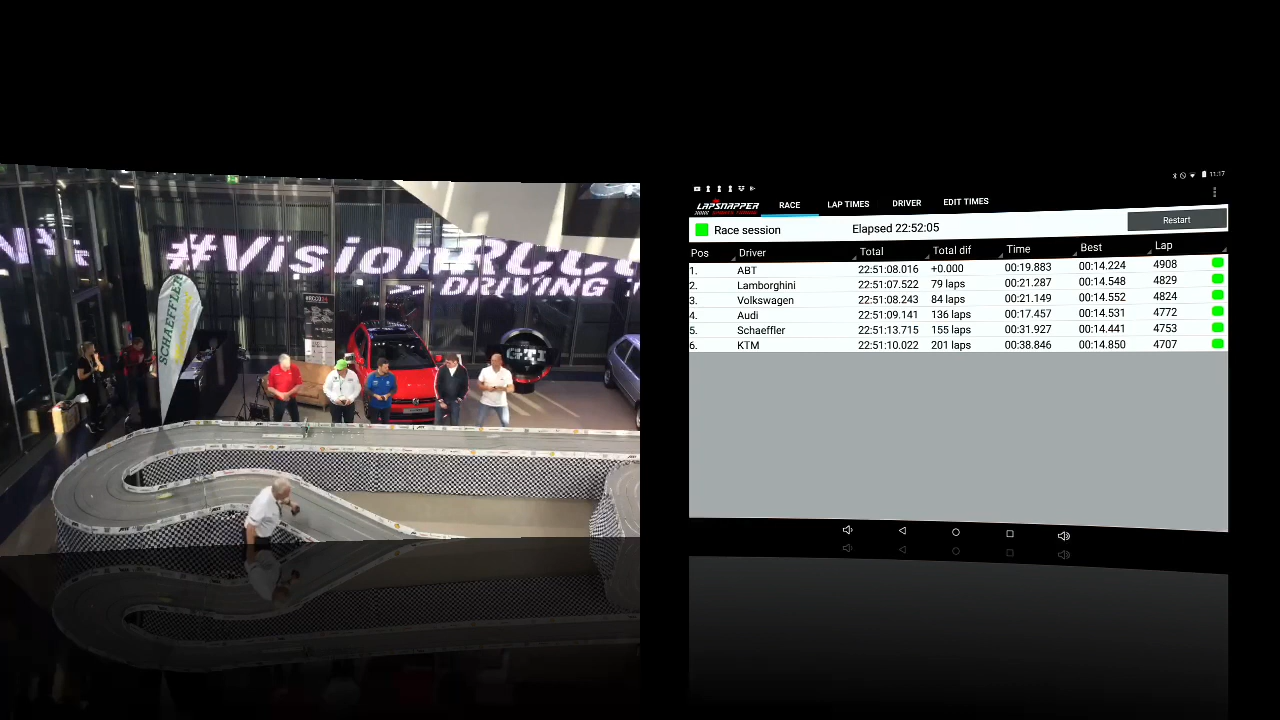 N%
#VisionRCCO
>> DRIVING
SCHAEFFLER
#RCCO24
GTI
LAPSNAPPER
RACE
LAP TIMES
DRIVER
EDIT TIMES
11:17
Race session
Elapsed 22:52:05
Restart
Pos Driver Total Total dif Time Best Lap
1. ABT 22:51:08.016 +0.000 00:19.883 00:14.224 4908
2. Lamborghini 22:51:07.522 79 laps 00:21.287 00:14.548 4829
3. Volkswagen 22:51:08.243 84 laps 00:21.149 00:14.552 4824
4. Audi 22:51:09.141 136 laps 00:17.457 00:14.531 4772
5. Schaeffler 22:51:13.715 155 laps 00:31.927 00:14.441 4753
6. KTM 22:51:10.022 201 laps 00:38.846 00:14.850 4707